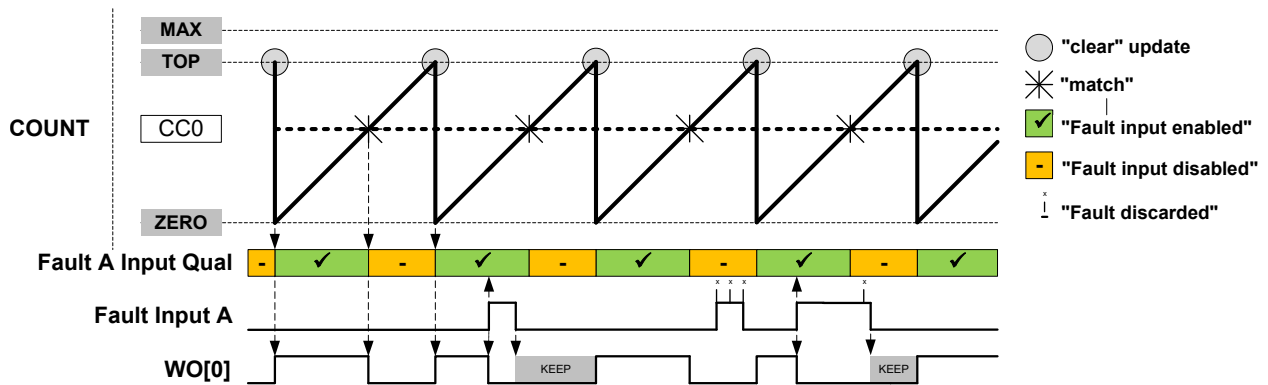 MAX
"clear" update
TOP
"match"
COUNT
CC0
"Fault input enabled"
"Fault input disabled"
ZERO
"Fault discarded"
Fault A Input Qual
- ✓ - ✓ - ✓ - ✓ - ✓
x x x x
Fault Input A
WO[0]
KEEP
KEEP